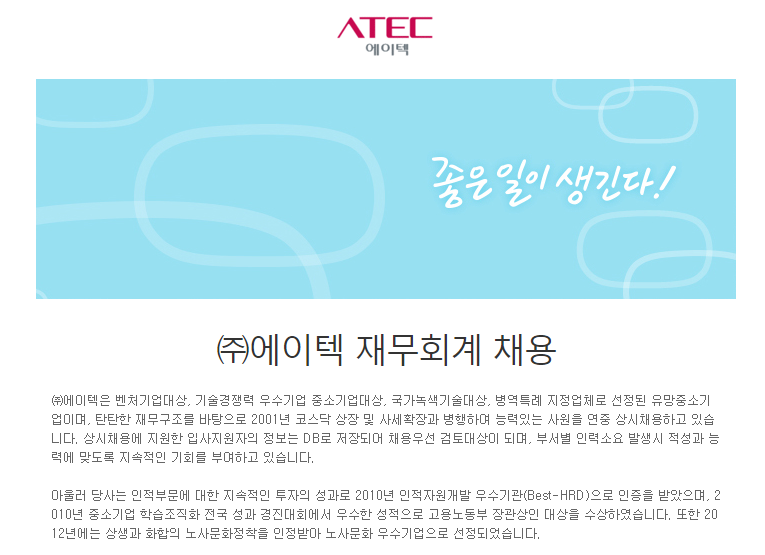 ATEC
에이텍
좋은 일이 생긴다!
㈜에이텍 재무회계 채용
㈜에이텍은 벤처기업대상, 기술경쟁력 우수기업 중소기업대상, 국가녹색기술대상, 병역특례 지정업체로 선정된 유망중소기
업이며, 탄탄한 재무구조를 바탕으로 2001년 코스닥 상장 및 사세확장과 병행하여 능력있는 사원을 연중 상시채용하고 있습
니다. 상시채용에 지원한 입사지원자의 정보는 DB로 저장되어 채용우선 검토대상이 되며, 부서별 인력소요 발생시 적성과 능
력에 맞도록 지속적인 기회를 부여하고 있습니다.
아울러 당사는 인적부문에 대한 지속적인 투자의 성과로 2010년 인적자원개발 우수기관(Best-HRD)으로 인증을 받았으며, 2
010년 중소기업 학습조직화 전국 성과 경진대회에서 우수한 성적으로 고용노동부 장관상인 대상을 수상하였습니다. 또한 20
12년에는 상생과 화합의 노사문화정착을 인정받아 노사문화 우수기업으로 선정되었습니다.